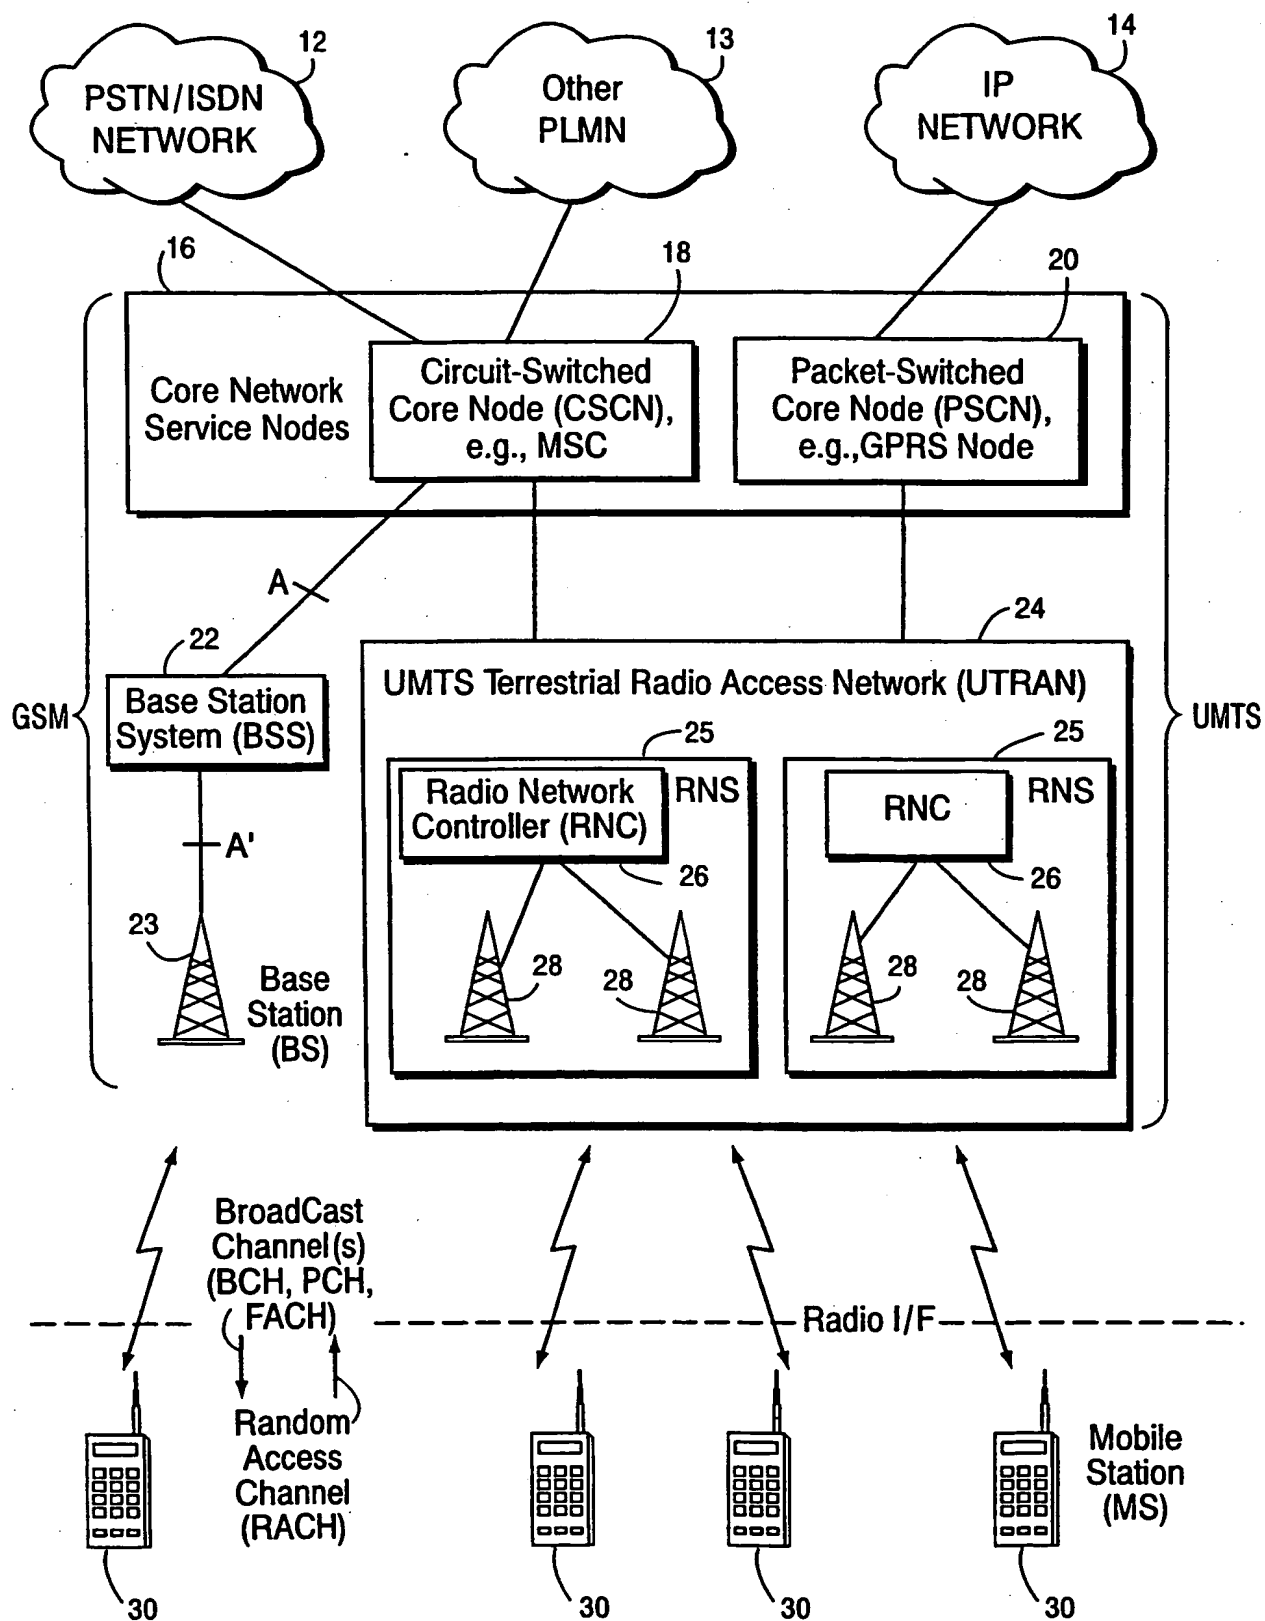 12
PSTN/ISDN
NETWORK
13
Other
PLMN
14
IP
NETWORK
16
18
20
Core Network
Service Nodes
Circuit-Switched
Core Node (CSCN),
e.g., MSC
Packet-Switched
Core Node (PSCN),
e.g.,GPRS Node
A
22
24
GSM
Base Station
System (BSS)
UMTS Terrestrial Radio Access Network (UTRAN)
UMTS
25
25
Radio Network
Controller (RNC)
RNS
RNC
RNS
A'
26
26
23
Base
Station
(BS)
28
28
28
28
BroadCast
Channel(s)
(BCH, PCH,
FACH)
Radio I/F
Random
Access
Channel
(RACH)
Mobile
Station
(MS)
30
30
30
30